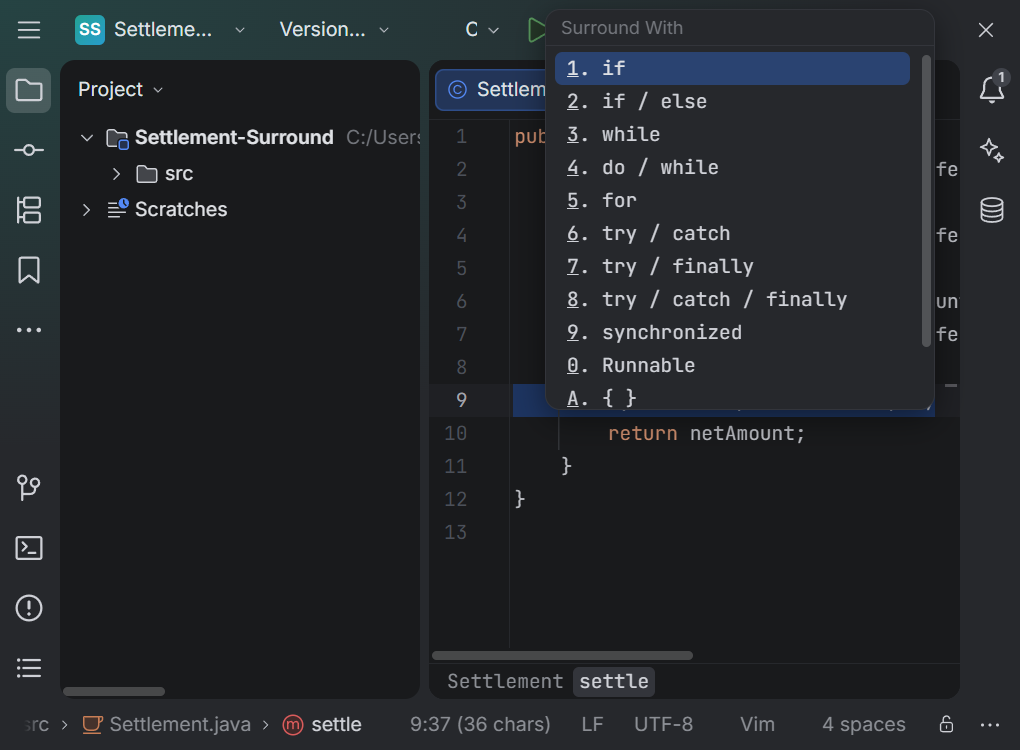 SS Settleme... Version... C
Surround With
1
Project
Settlem
1. if
2. if / else
3. while
4. do / while
5. for
6. try / catch
7. try / finally
8. try / catch / finally
9. synchronized
0. Runnable
A. { }
Settlement-Surround C:/Users
src
Scratches
1 pub
2 fe
3
4 fe
5
6 un
7 fe
8
9
10 return netAmount;
11 }
12 }
13
Settlement settle
src > Settlement.java > m settle 9:37 (36 chars) LF UTF-8 Vim 4 spaces